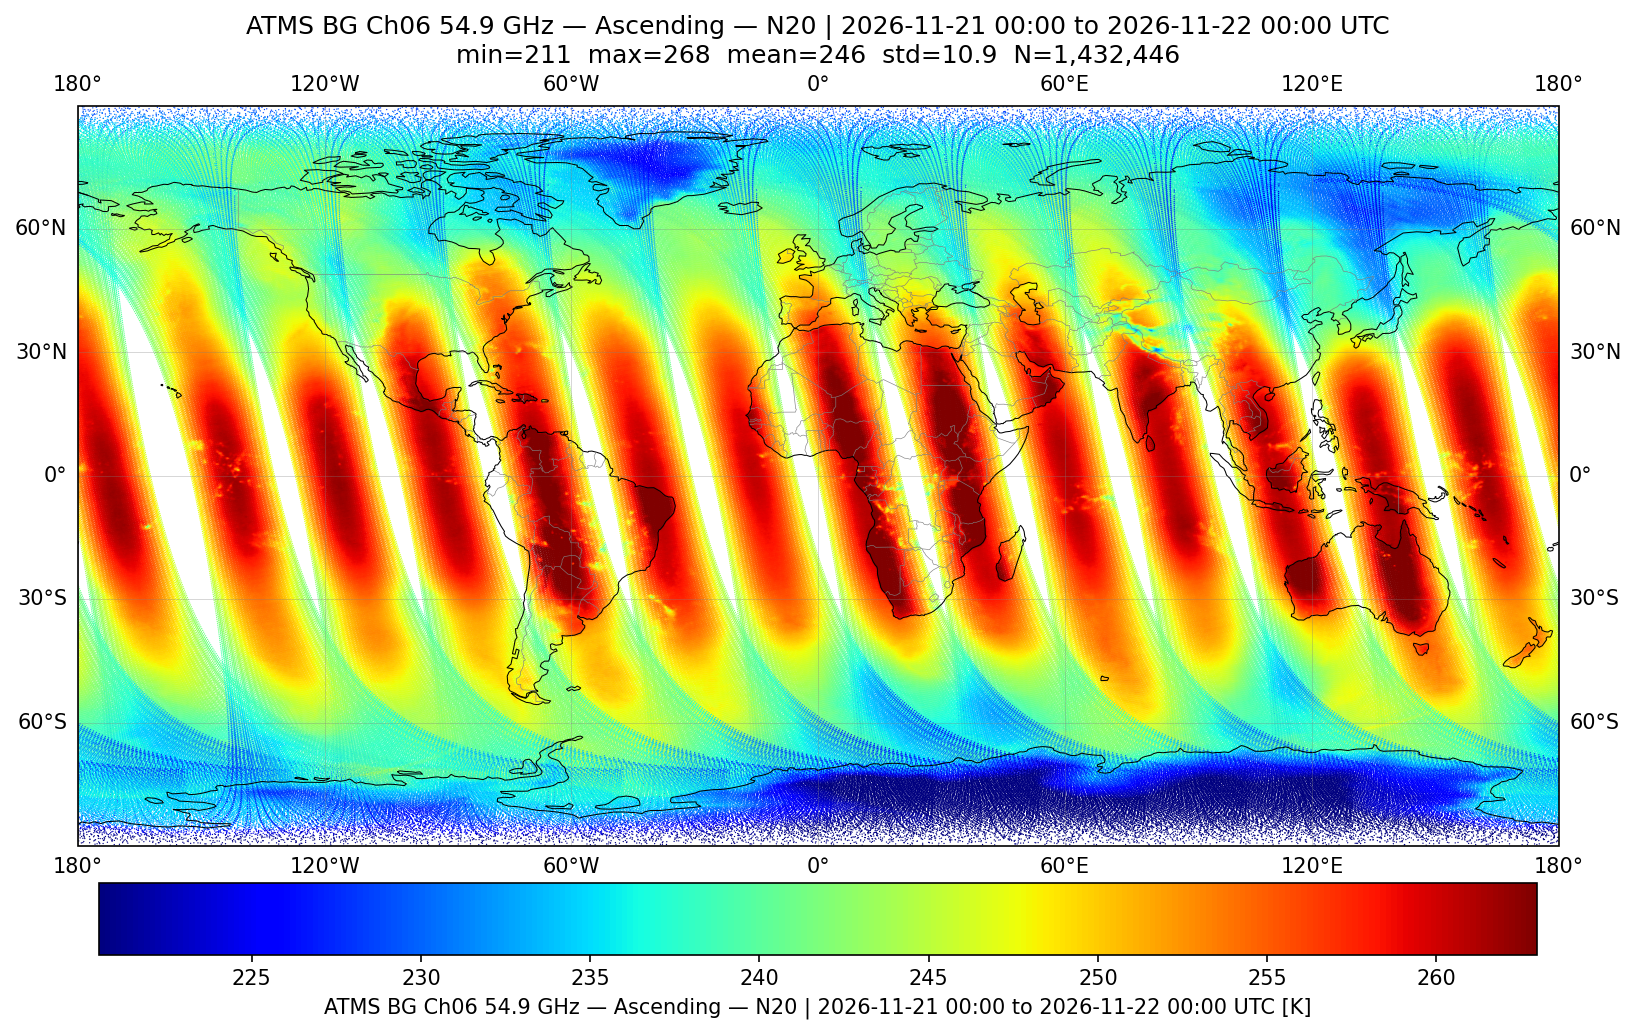 ATMS BG Ch06 54.9 GHz — Ascending — N20 | 2026-11-21 00:00 to 2026-11-22 00:00 UTC
min=211  max=268  mean=246  std=10.9  N=1,432,446
180° 120°W 60°W 0° 60°E 120°E 180°
60°N 60°N
30°N 30°N
0° 0°
30°S 30°S
60°S 60°S
180° 120°W 60°W 0° 60°E 120°E 180°
225 230 235 240 245 250 255 260
ATMS BG Ch06 54.9 GHz — Ascending — N20 | 2026-11-21 00:00 to 2026-11-22 00:00 UTC [K]